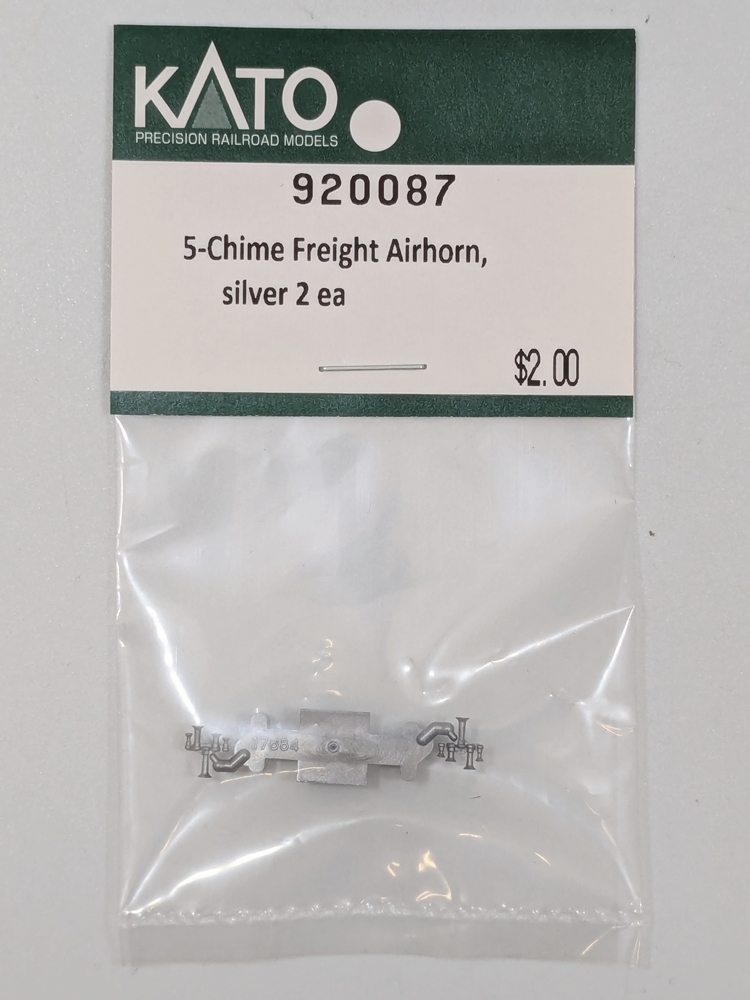 KATO
PRECISION RAILROAD MODELS
920087
5-Chime Freight Airhorn,
silver 2 ea
$2.00